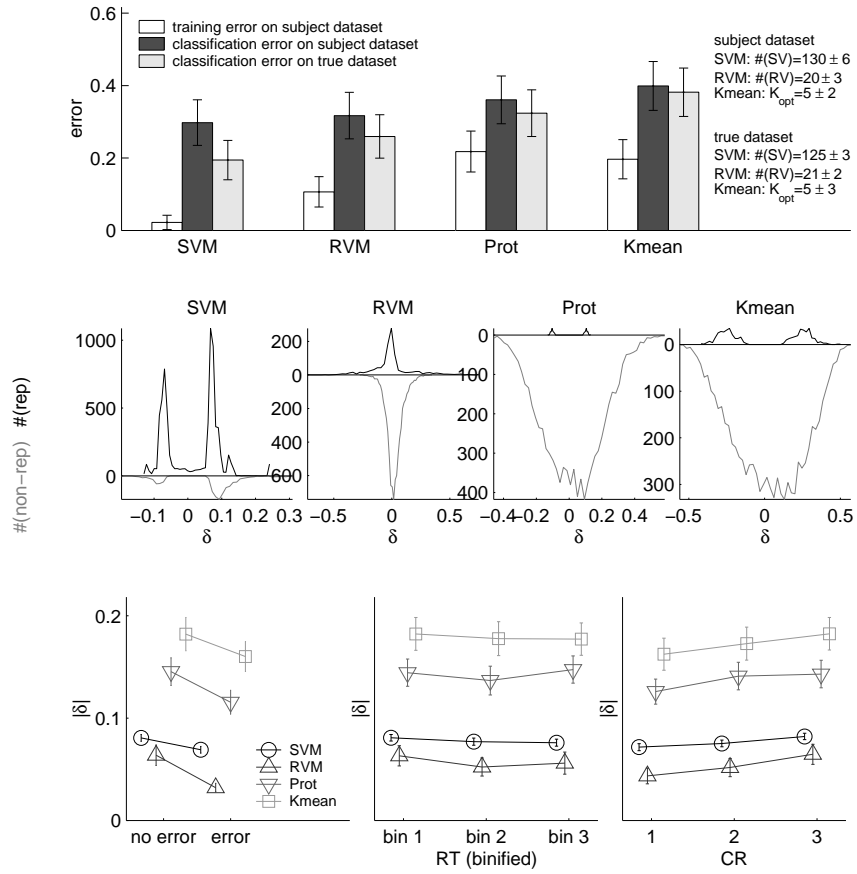 0.6
0.4
0.2
0
error
training error on subject dataset
classification error on subject dataset
classification error on true dataset
subject dataset
SVM: #(SV)=130 ± 6
RVM: #(RV)=20 ± 3
Kmean: K_opt=5 ± 2
true dataset
SVM: #(SV)=125 ± 3
RVM: #(RV)=21 ± 2
Kmean: K_opt=5 ± 3
SVM RVM Prot Kmean
SVM RVM Prot Kmean
#(non-rep) #(rep)
1000
500
0
−0.1 0 0.1 0.2 0.3
δ
200
0
200
400
600
−0.5 0 0.5
δ
0
100
200
300
400
−0.4 −0.2 0 0.2 0.4
δ
0
100
200
300
−0.5 0 0.5
δ
|δ|
0.2
0.1
0
SVM
RVM
Prot
Kmean
no error error
|δ|
bin 1 bin 2 bin 3
RT (binified)
|δ|
1 2 3
CR